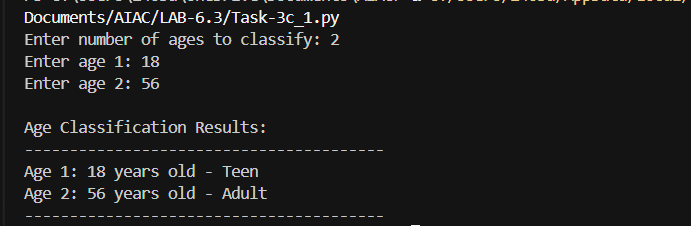 Documents/AIAC/LAB-6.3/Task-3c_1.py
Enter number of ages to classify: 2
Enter age 1: 18
Enter age 2: 56
Age Classification Results:
----------------------------------------
Age 1: 18 years old - Teen
Age 2: 56 years old - Adult
----------------------------------------